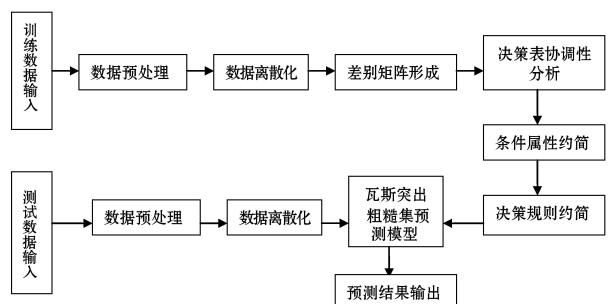 训练数据输入
数据预处理
数据离散化
差别矩阵形成
决策表协调性
分析
条件属性约简
决策规则约简
测试数据输入
数据预处理
数据离散化
瓦斯突出
粗糙集预
测模型
预测结果输出